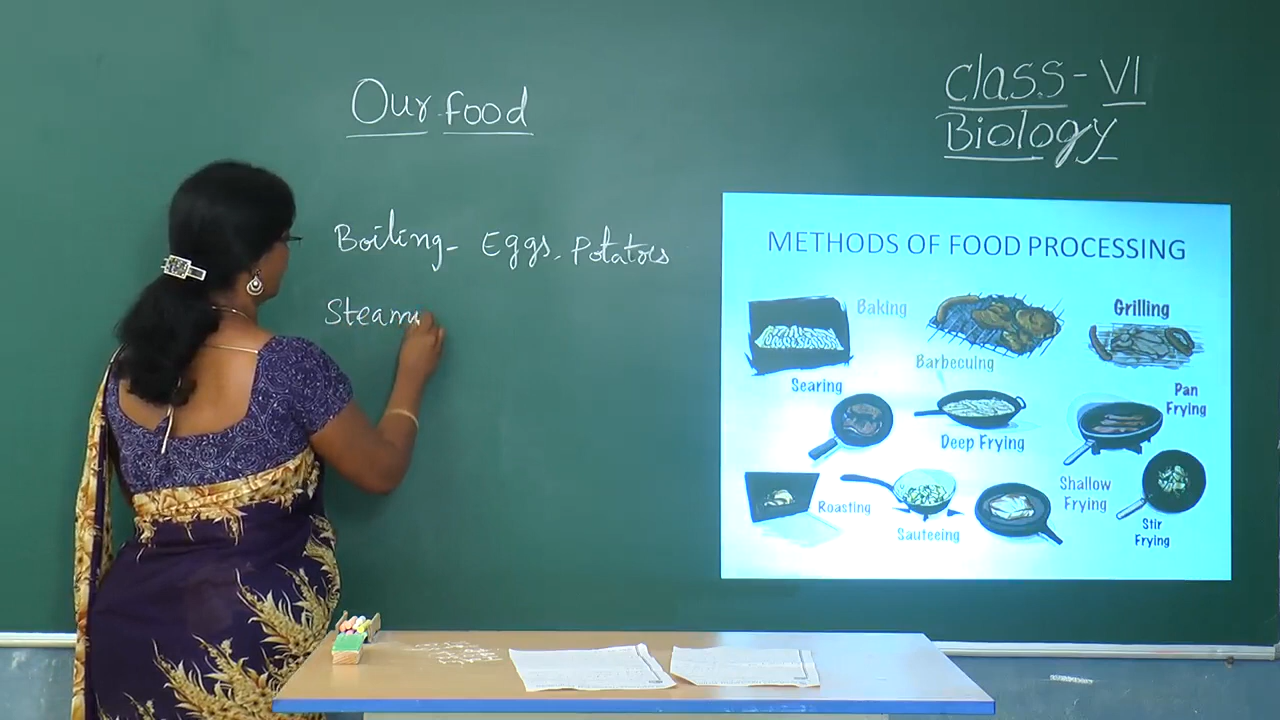 Our food
Class - VI
Biology
Boiling - Eggs, Potatoes
Steam
METHODS OF FOOD PROCESSING
Baking
Barbecuing
Grilling
Searing
Deep Frying
Pan
Frying
Roasting
Sauteeing
Shallow
Frying
Stir
Frying